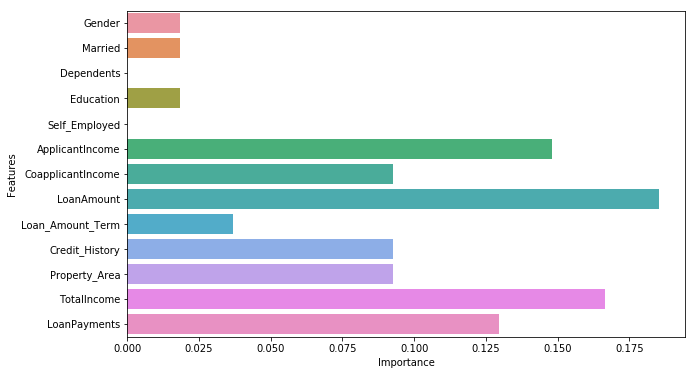 Gender
Married
Dependents
Education
Self_Employed
ApplicantIncome
CoapplicantIncome
LoanAmount
Loan_Amount_Term
Credit_History
Property_Area
TotalIncome
LoanPayments
Features
0.000 0.025 0.050 0.075 0.100 0.125 0.150 0.175
Importance